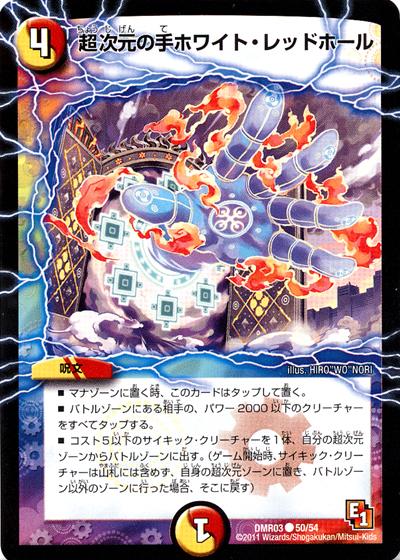 4
超次元の手ホワイト・レッドホール
illus. HIRO"WO"NORI
呪文
■ マナゾーンに置く時、このカードはタップして置く。
■ バトルゾーンにある相手の、パワー2000以下のクリーチャー
をすべてタップする。
■ コスト5以下のサイキック・クリーチャーを1体、自分の超次元
ゾーンからバトルゾーンに出す。(ゲーム開始時、サイキック・クリ
ーチャーは山札には含めず、自身の超次元ゾーンに置き、バトルゾー
ン以外のゾーンに行った場合、そこに戻す)
1
DMR03 ● 50/54
©2011 Wizards/Shogakukan/Mitsui-Kids
E1